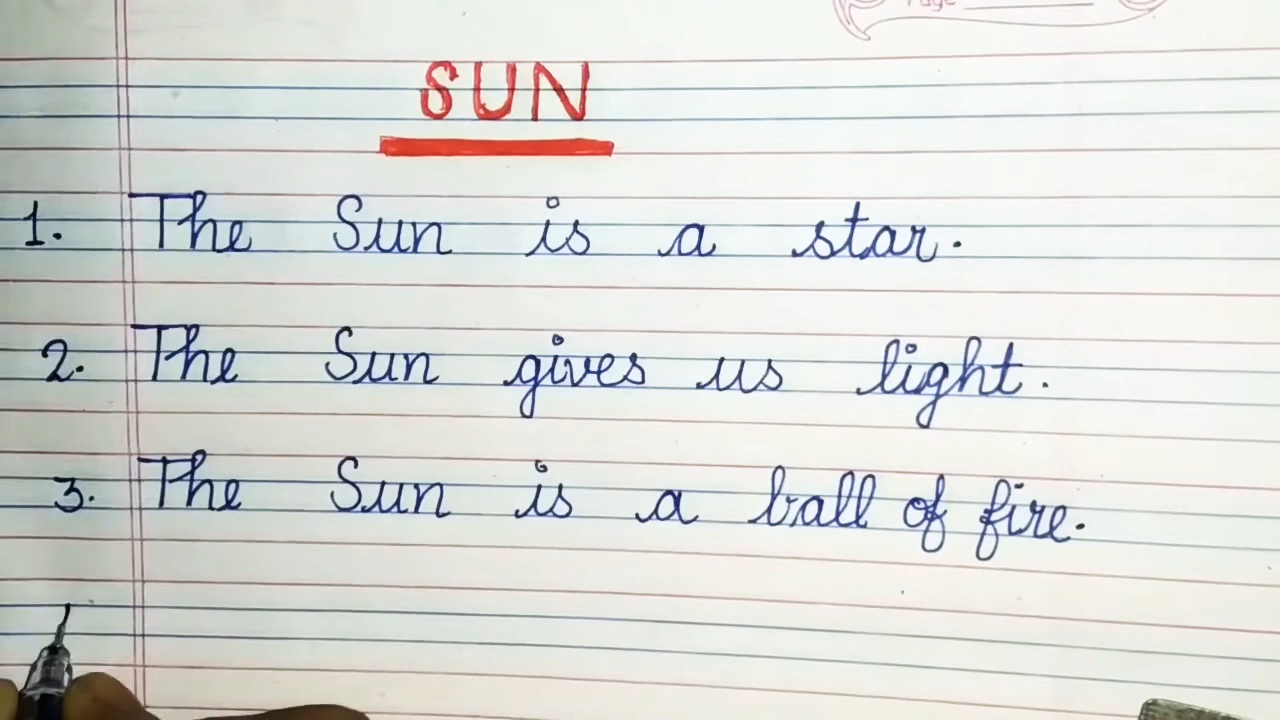 Page
SUN
1. The Sun is a star.
2. The Sun gives us light.
3. The Sun is a ball of fire.